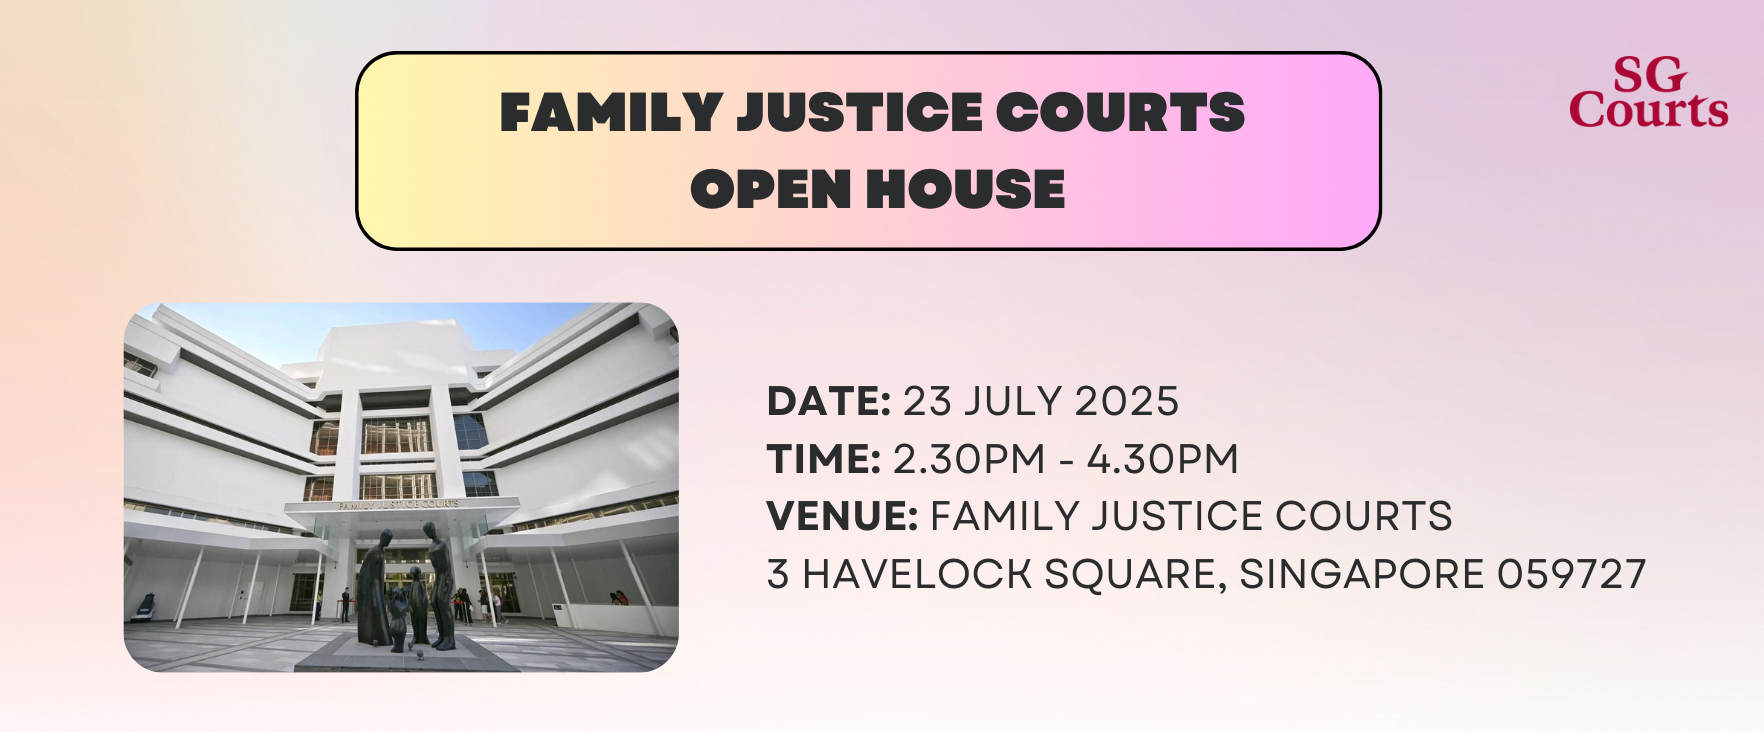 FAMILY JUSTICE COURTS
OPEN HOUSE
SG
Courts
FAMILY JUSTICE COURTS
DATE: 23 JULY 2025
TIME: 2.30PM - 4.30PM
VENUE: FAMILY JUSTICE COURTS
3 HAVELOCK SQUARE, SINGAPORE 059727